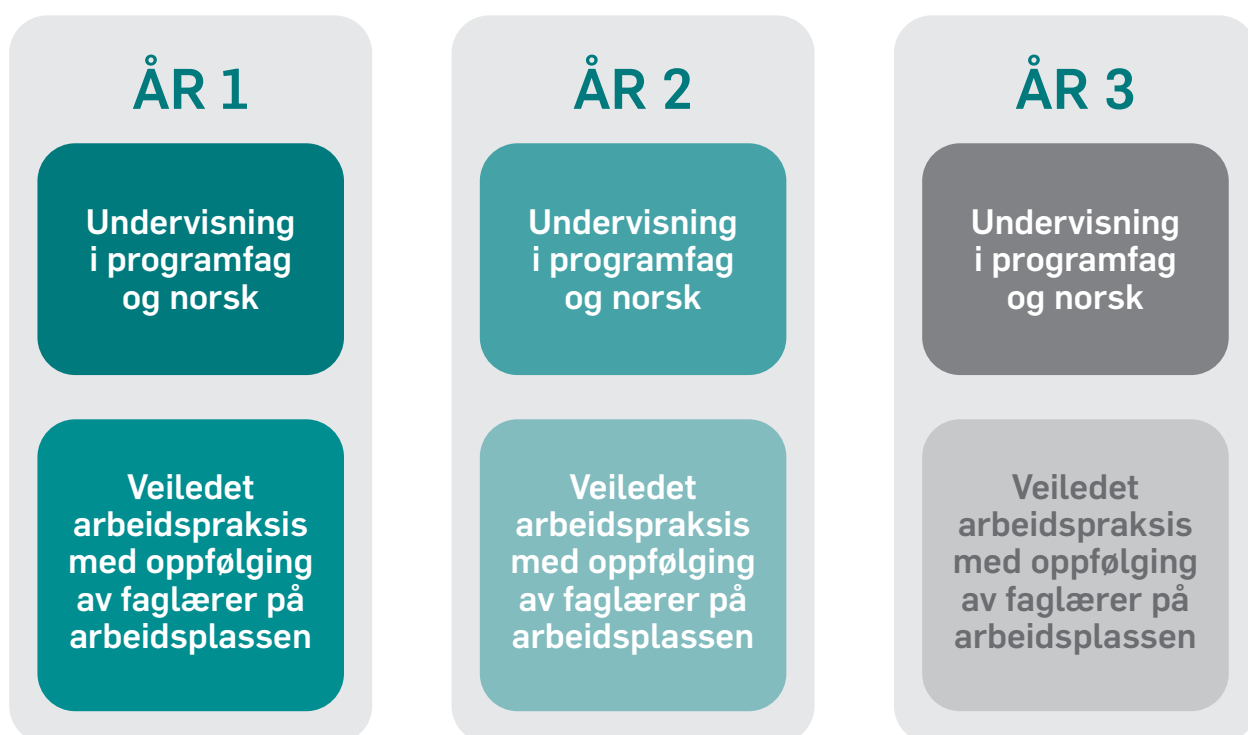 ÅR 1
Undervisning
i programfag
og norsk
Veiledet
arbeidspraksis
med oppfølging
av faglærer på
arbeidsplassen
ÅR 2
Undervisning
i programfag
og norsk
Veiledet
arbeidspraksis
med oppfølging
av faglærer på
arbeidsplassen
ÅR 3
Undervisning
i programfag
og norsk
Veiledet
arbeidspraksis
med oppfølging
av faglærer på
arbeidsplassen